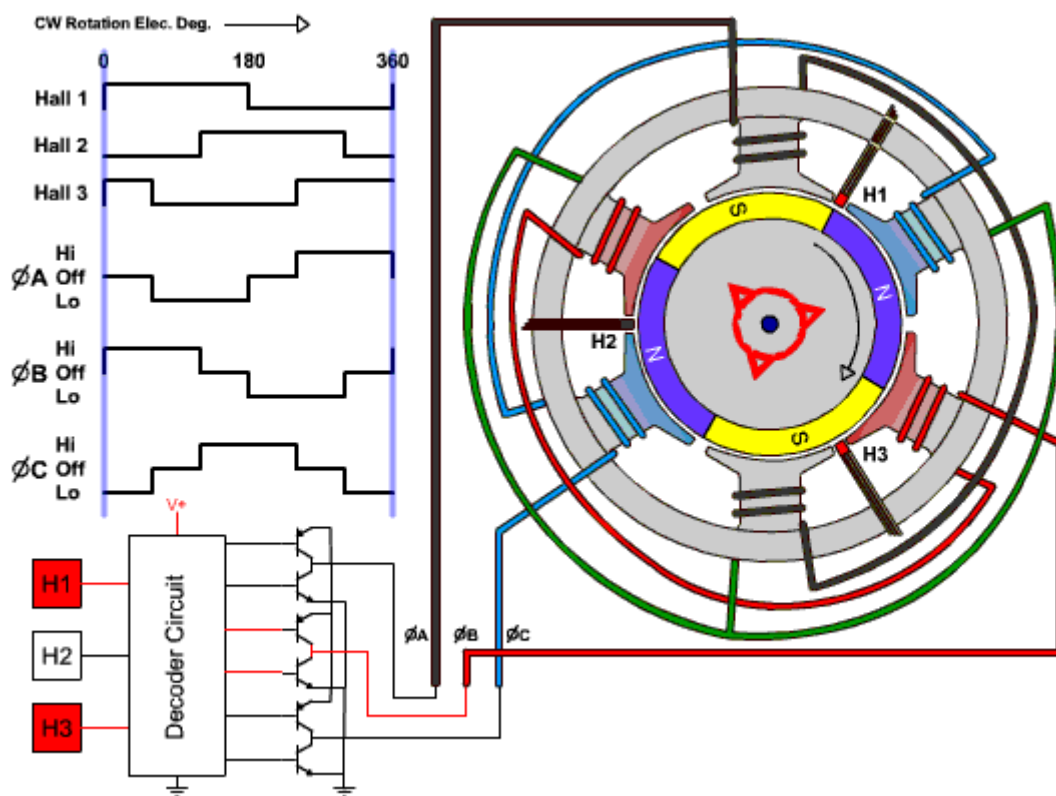 CW Rotation Elec. Deg.
0 180 360
Hall 1
Hall 2
Hall 3
Hi
ØA Off
Lo
Hi
ØB Off
Lo
Hi
ØC Off
Lo
V+
H1
H2
H3
Decoder Circuit
ØA ØB ØC
H1
H2
H3
S
N
N
S